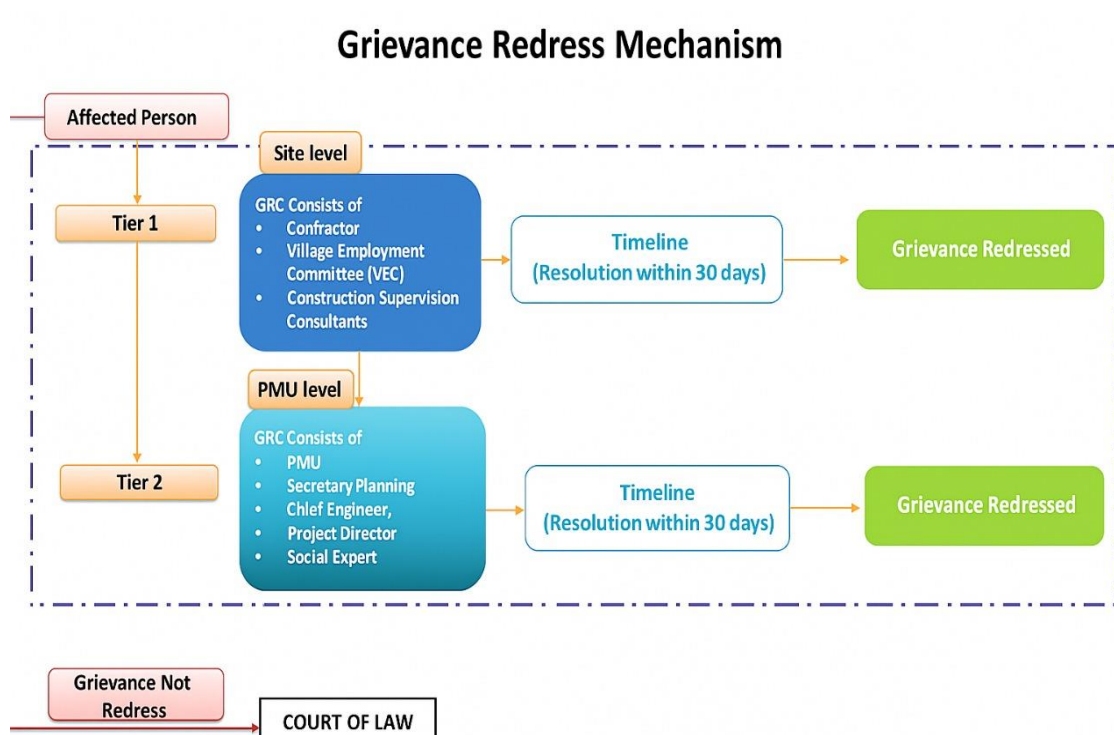 Grievance Redress Mechanism
Affected Person
Site level
Tier 1
GRC Consists of
• Confractor
• Village Employment
Committee (VEC)
• Construction Supervision
Consultants
Timeline
(Resolution within 30 days)
Grievance Redressed
PMU level
Tier 2
GRC Consists of
• PMU
• Secretary Planning
• Chlef Engineer,
• Project Director
• Social Expert
Timeline
(Resolution within 30 days)
Grievance Redressed
Grievance Not
Redress
COURT OF LAW